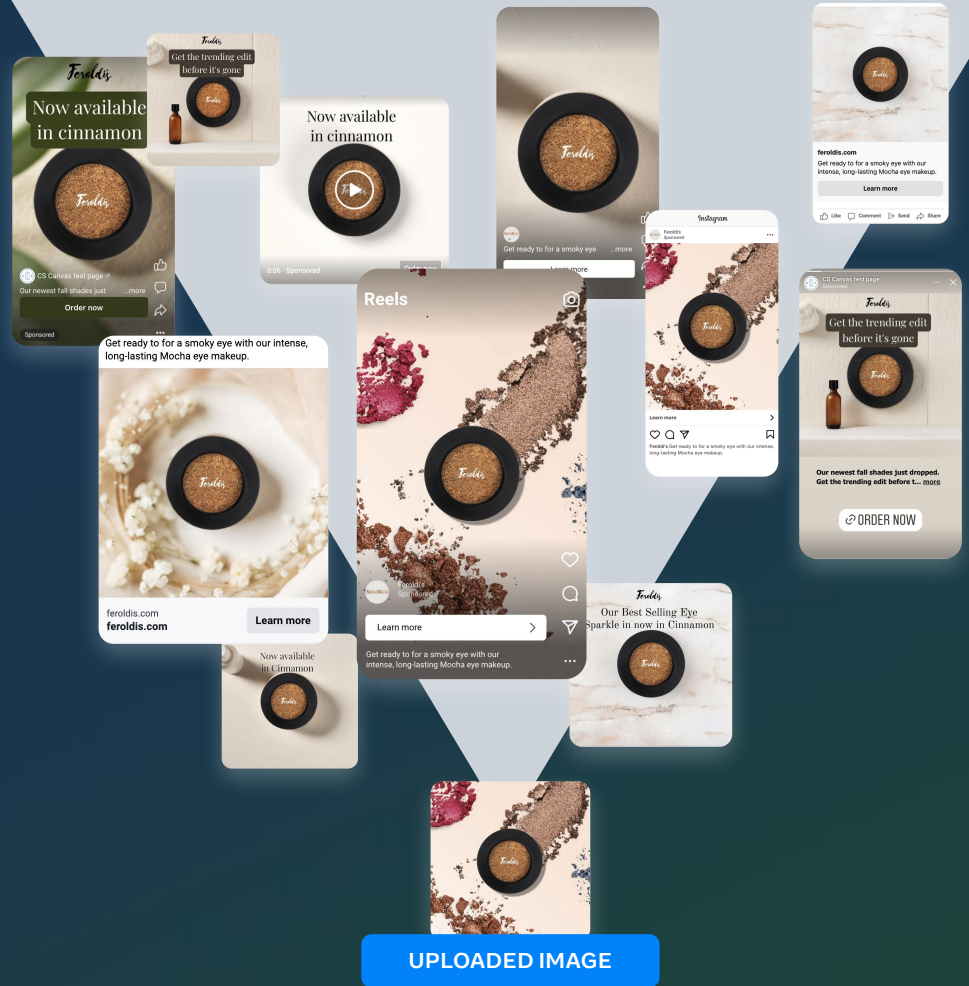 Feroldis
Now available
in cinnamon
Feroldis
CS Canvas test page
Our newest fall shades just ...more
Order now
Sponsored
Feroldis
Get the trending edit
before it's gone
Feroldis
Now available
in cinnamon
0:06 · Sponsored
Order now
Feroldis
Get ready to for a smoky eye ...more
Learn more
Feroldis
feroldis.com
Get ready to for a smoky eye with our
intense, long-lasting Mocha eye makeup.
Learn more
Like Comment Send Share
Instagram
Feroldi's
Sponsored
Feroldis
Learn more
Feroldi's Get ready to for a smoky eye with our intense,
long-lasting Mocha eye makeup.
CS Canvas test page
Sponsored
Feroldis
Get the trending edit
before it's gone
Feroldis
Our newest fall shades just dropped.
Get the trending edit before t... more
ORDER NOW
Get ready to for a smoky eye with our intense,
long-lasting Mocha eye makeup.
Feroldis
feroldis.com
feroldis.com
Learn more
Reels
Feroldis
Feroldi's
Sponsored
Learn more
Get ready to for a smoky eye with our
intense, long-lasting Mocha eye makeup.
Now available
in Cinnamon
Feroldis
Feroldis
Our Best Selling Eye
Sparkle in now in Cinnamon
Feroldis
Feroldis
UPLOADED IMAGE